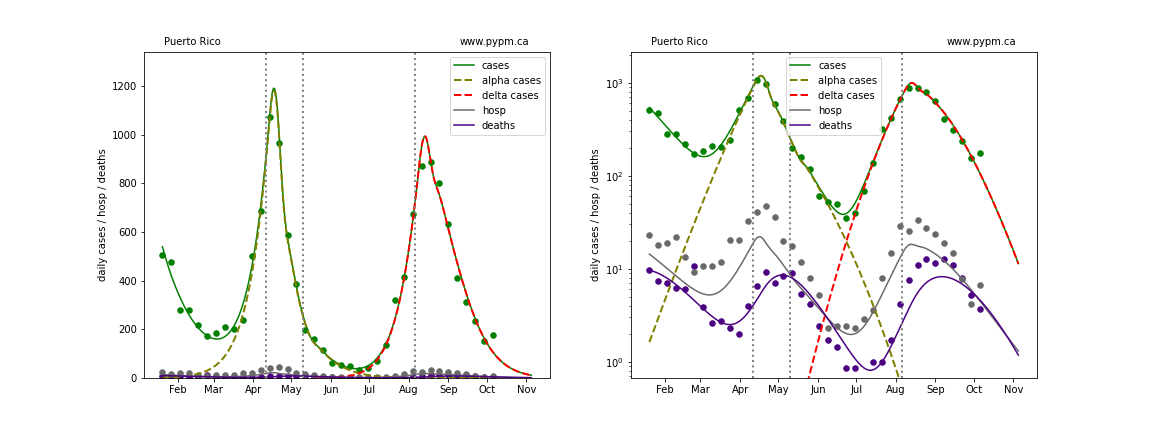 Puerto Rico www.pypm.ca
daily cases / hosp / deaths
1200
1000
800
600
400
200
0
cases
alpha cases
delta cases
hosp
deaths
Feb Mar Apr May Jun Jul Aug Sep Oct Nov
Puerto Rico www.pypm.ca
daily cases / hosp / deaths
10³
10²
10¹
10⁰
cases
alpha cases
delta cases
hosp
deaths
Feb Mar Apr May Jun Jul Aug Sep Oct Nov